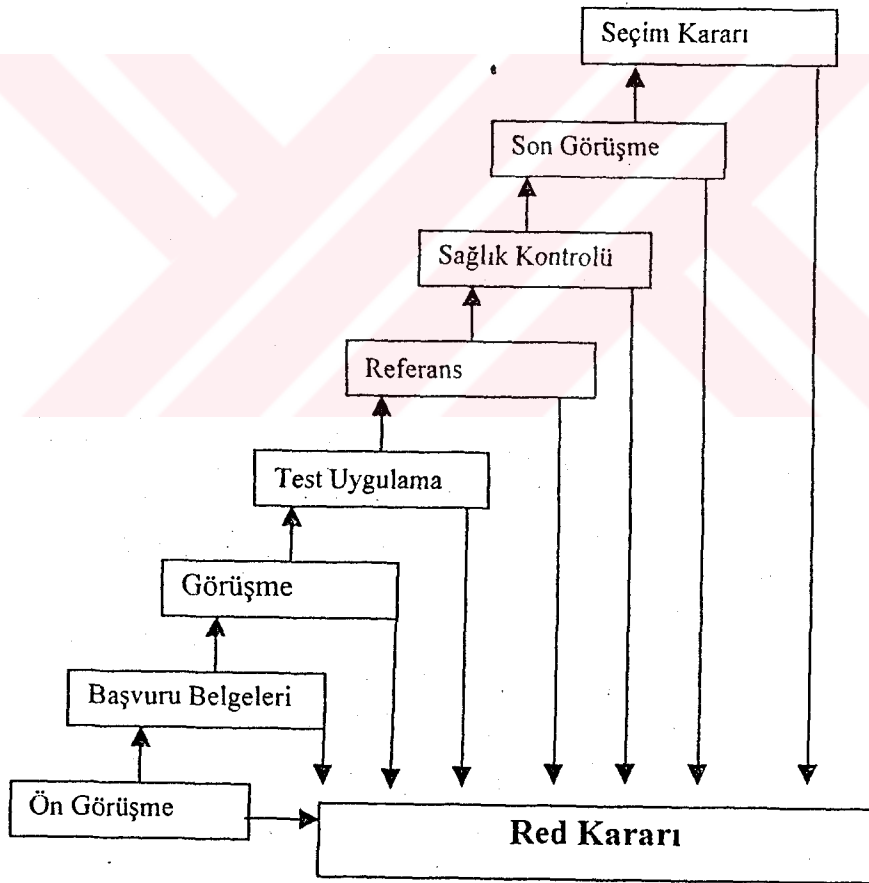 Seçim Kararı
Son Görüşme
Sağlık Kontrolü
Referans
Test Uygulama
Görüşme
Başvuru Belgeleri
Ön Görüşme
Red Kararı